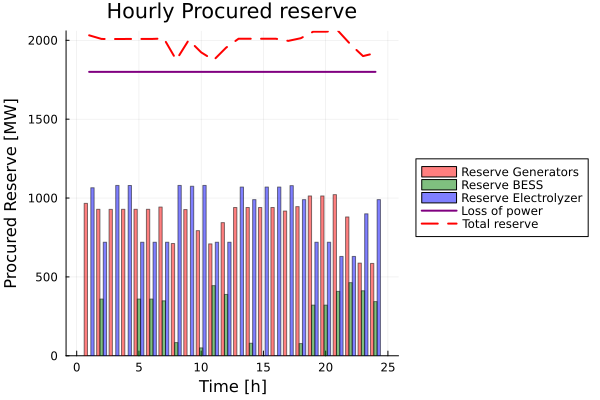 Hourly Procured reserve
Procured Reserve [MW]
2000
1500
1000
500
0
0 5 10 15 20 25
Time [h]
Reserve Generators
Reserve BESS
Reserve Electrolyzer
Loss of power
Total reserve